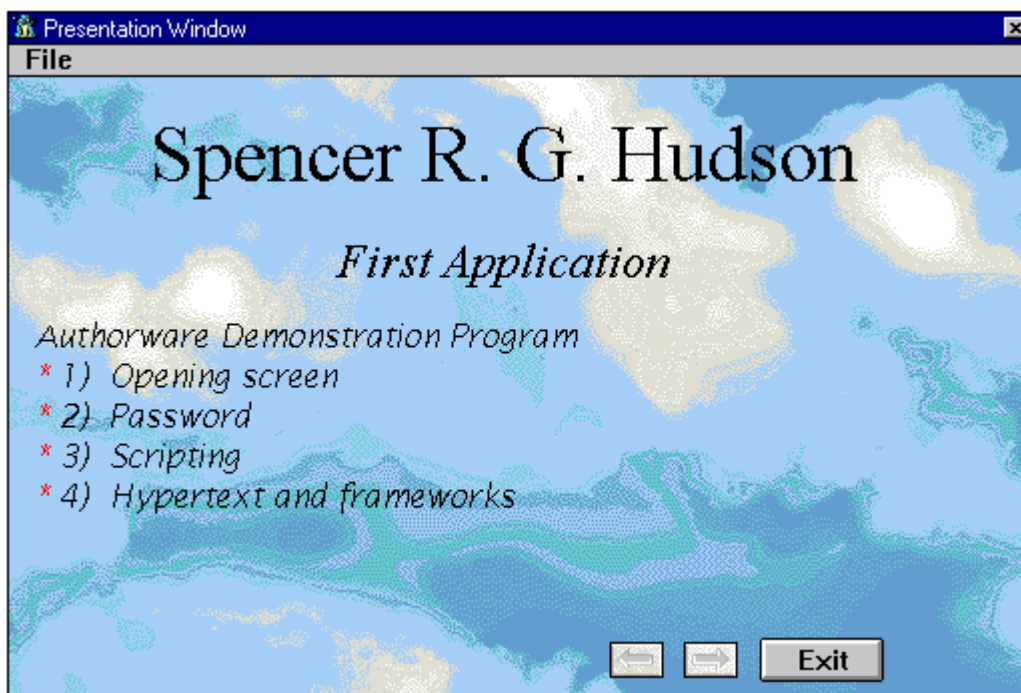 Presentation Window
File
Spencer R. G. Hudson
First Application
Authorware Demonstration Program
* 1) Opening screen
* 2) Password
* 3) Scripting
* 4) Hypertext and frameworks
Exit